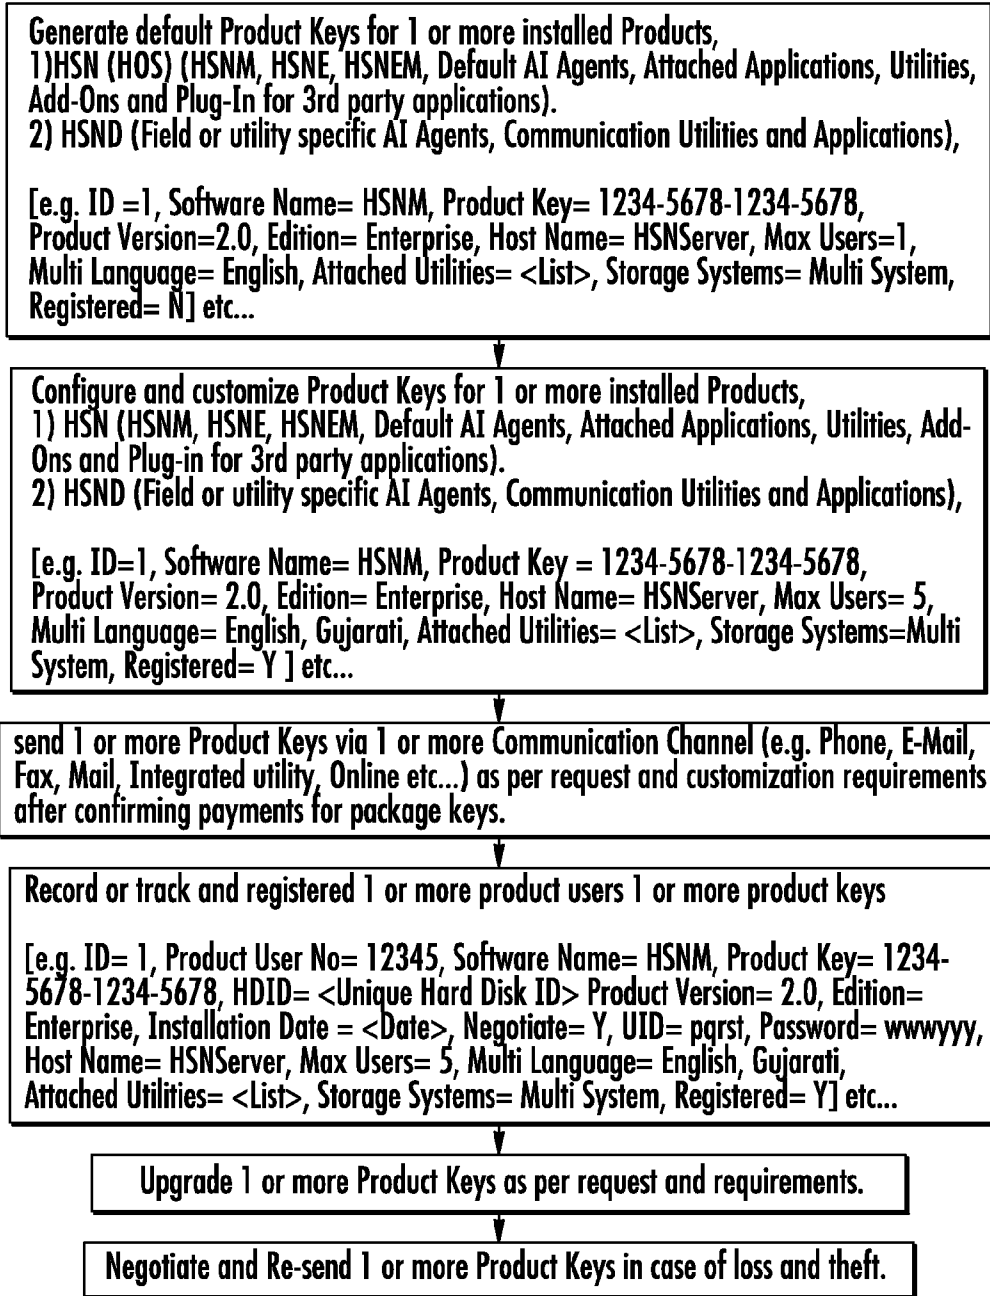 Generate default Product Keys for 1 or more installed Products,
1)HSN (HOS) (HSNM, HSNE, HSNEM, Default AI Agents, Attached Applications, Utilities,
Add-Ons and Plug-In for 3rd party applications).
2) HSND (Field or utility specific AI Agents, Communication Utilities and Applications),
[e.g. ID =1, Software Name= HSNM, Product Key= 1234-5678-1234-5678,
Product Version=2.0, Edition= Enterprise, Host Name= HSNServer, Max Users=1,
Multi Language= English, Attached Utilities= <List>, Storage Systems= Multi System,
Registered= N] etc...
Configure and customize Product Keys for 1 or more installed Products,
1) HSN (HSNM, HSNE, HSNEM, Default AI Agents, Attached Applications, Utilities, Add-
Ons and Plug-in for 3rd party applications).
2) HSND (Field or utility specific AI Agents, Communication Utilities and Applications),
[e.g. ID=1, Software Name= HSNM, Product Key = 1234-5678-1234-5678,
Product Version= 2.0, Edition= Enterprise, Host Name= HSNServer, Max Users= 5,
Multi Language= English, Gujarati, Attached Utilities= <List>, Storage Systems=Multi
System, Registered= Y ] etc...
send 1 or more Product Keys via 1 or more Communication Channel (e.g. Phone, E-Mail,
Fax, Mail, Integrated utility, Online etc...) as per request and customization requirements
after confirming payments for package keys.
Record or track and registered 1 or more product users 1 or more product keys
[e.g. ID= 1, Product User No= 12345, Software Name= HSNM, Product Key= 1234-
5678-1234-5678, HDID= <Unique Hard Disk ID> Product Version= 2.0, Edition=
Enterprise, Installation Date = <Date>, Negotiate= Y, UID= pqrst, Password= wwwyyy,
Host Name= HSNServer, Max Users= 5, Multi Language= English, Gujarati,
Attached Utilities= <List>, Storage Systems= Multi System, Registered= Y] etc...
Upgrade 1 or more Product Keys as per request and requirements.
Negotiate and Re-send 1 or more Product Keys in case of loss and theft.